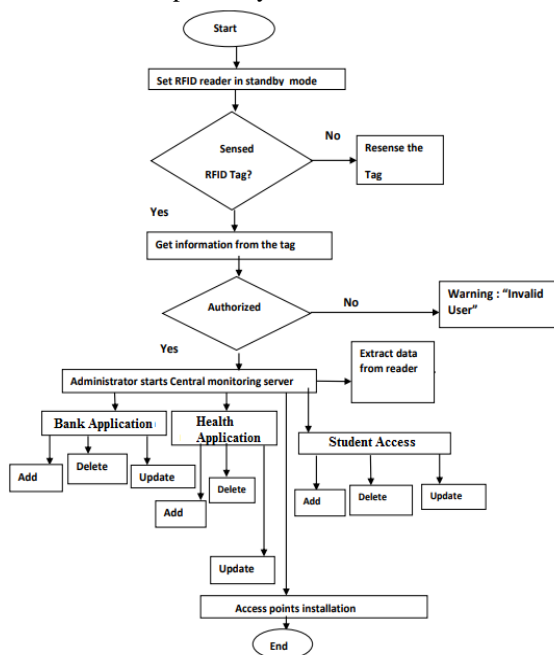 Start
Set RFID reader in standby mode
Sensed
RFID Tag?
No
Resense the
Tag
Yes
Get information from the tag
Authorized
No
Warning : “Invalid
User”
Yes
Extract data
from reader
Administrator starts Central monitoring server
Bank Application
Health
Application
Student Access
Add
Delete
Update
Add
Delete
Update
Add
Delete
Update
Access points installation
End